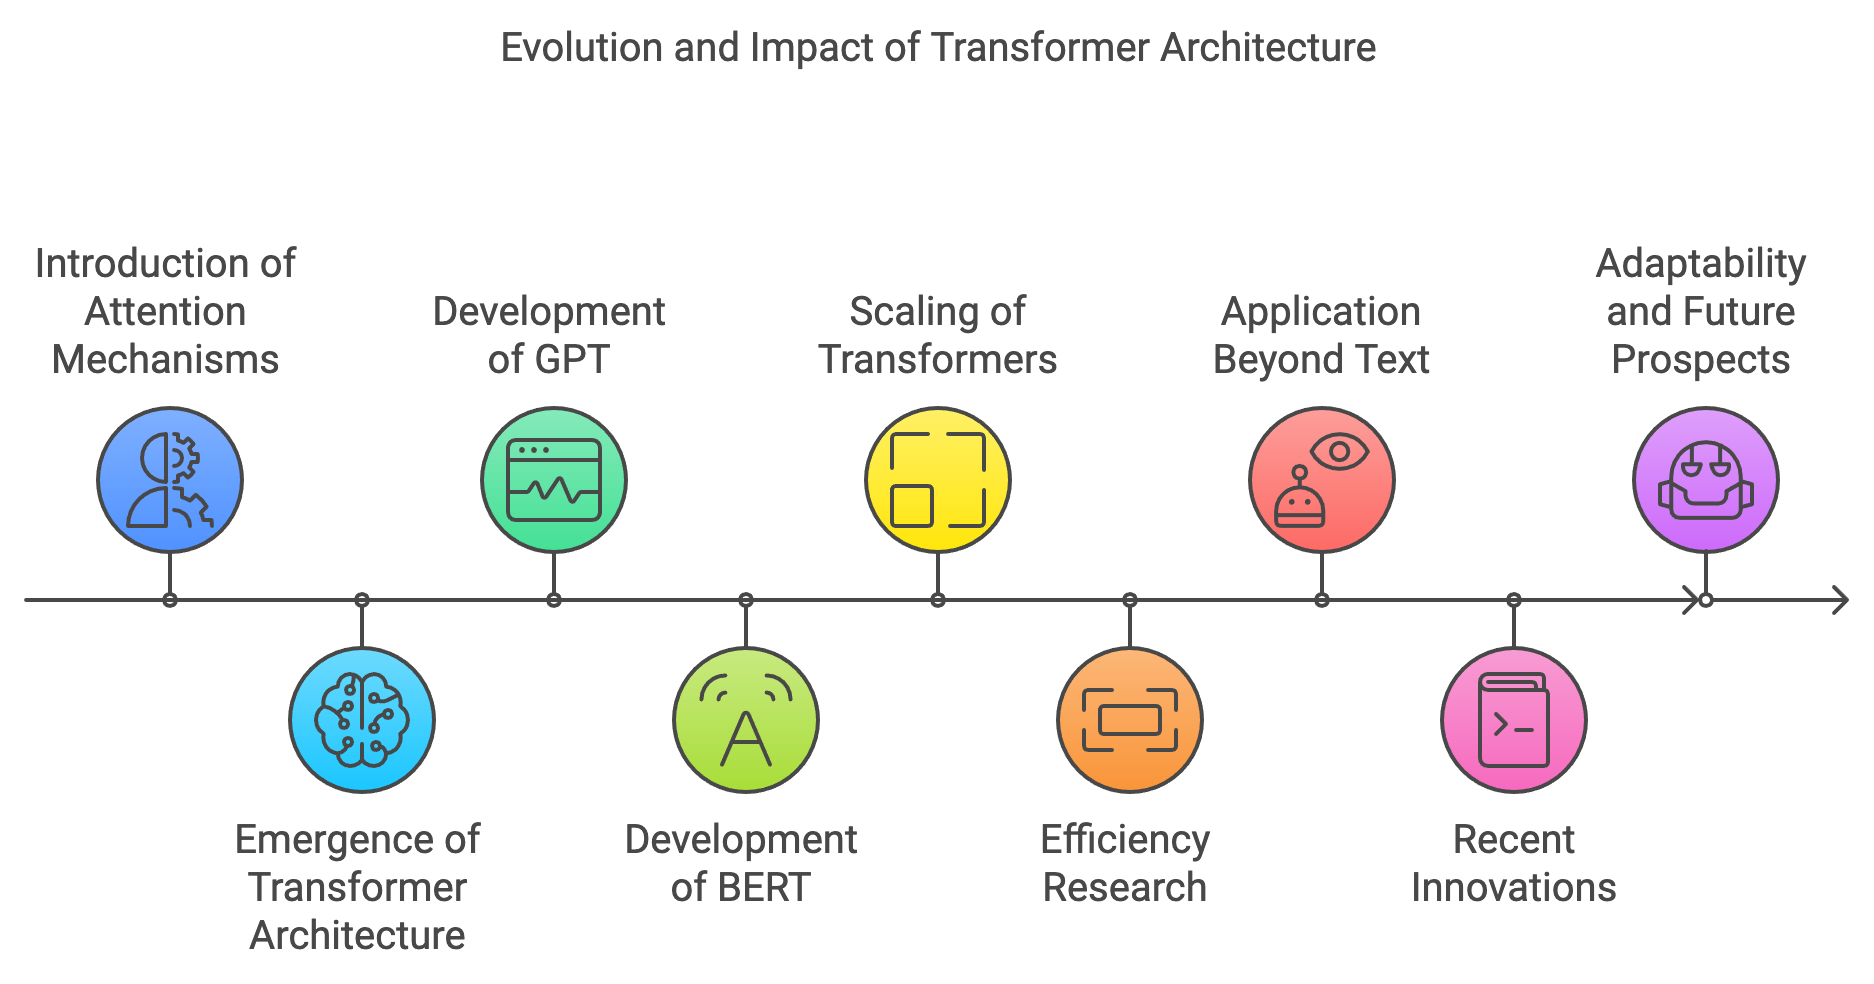 Evolution and Impact of Transformer Architecture
Introduction of
Attention
Mechanisms
Emergence of
Transformer
Architecture
Development
of GPT
Development
of BERT
Scaling of
Transformers
Efficiency
Research
Application
Beyond Text
Recent
Innovations
Adaptability
and Future
Prospects